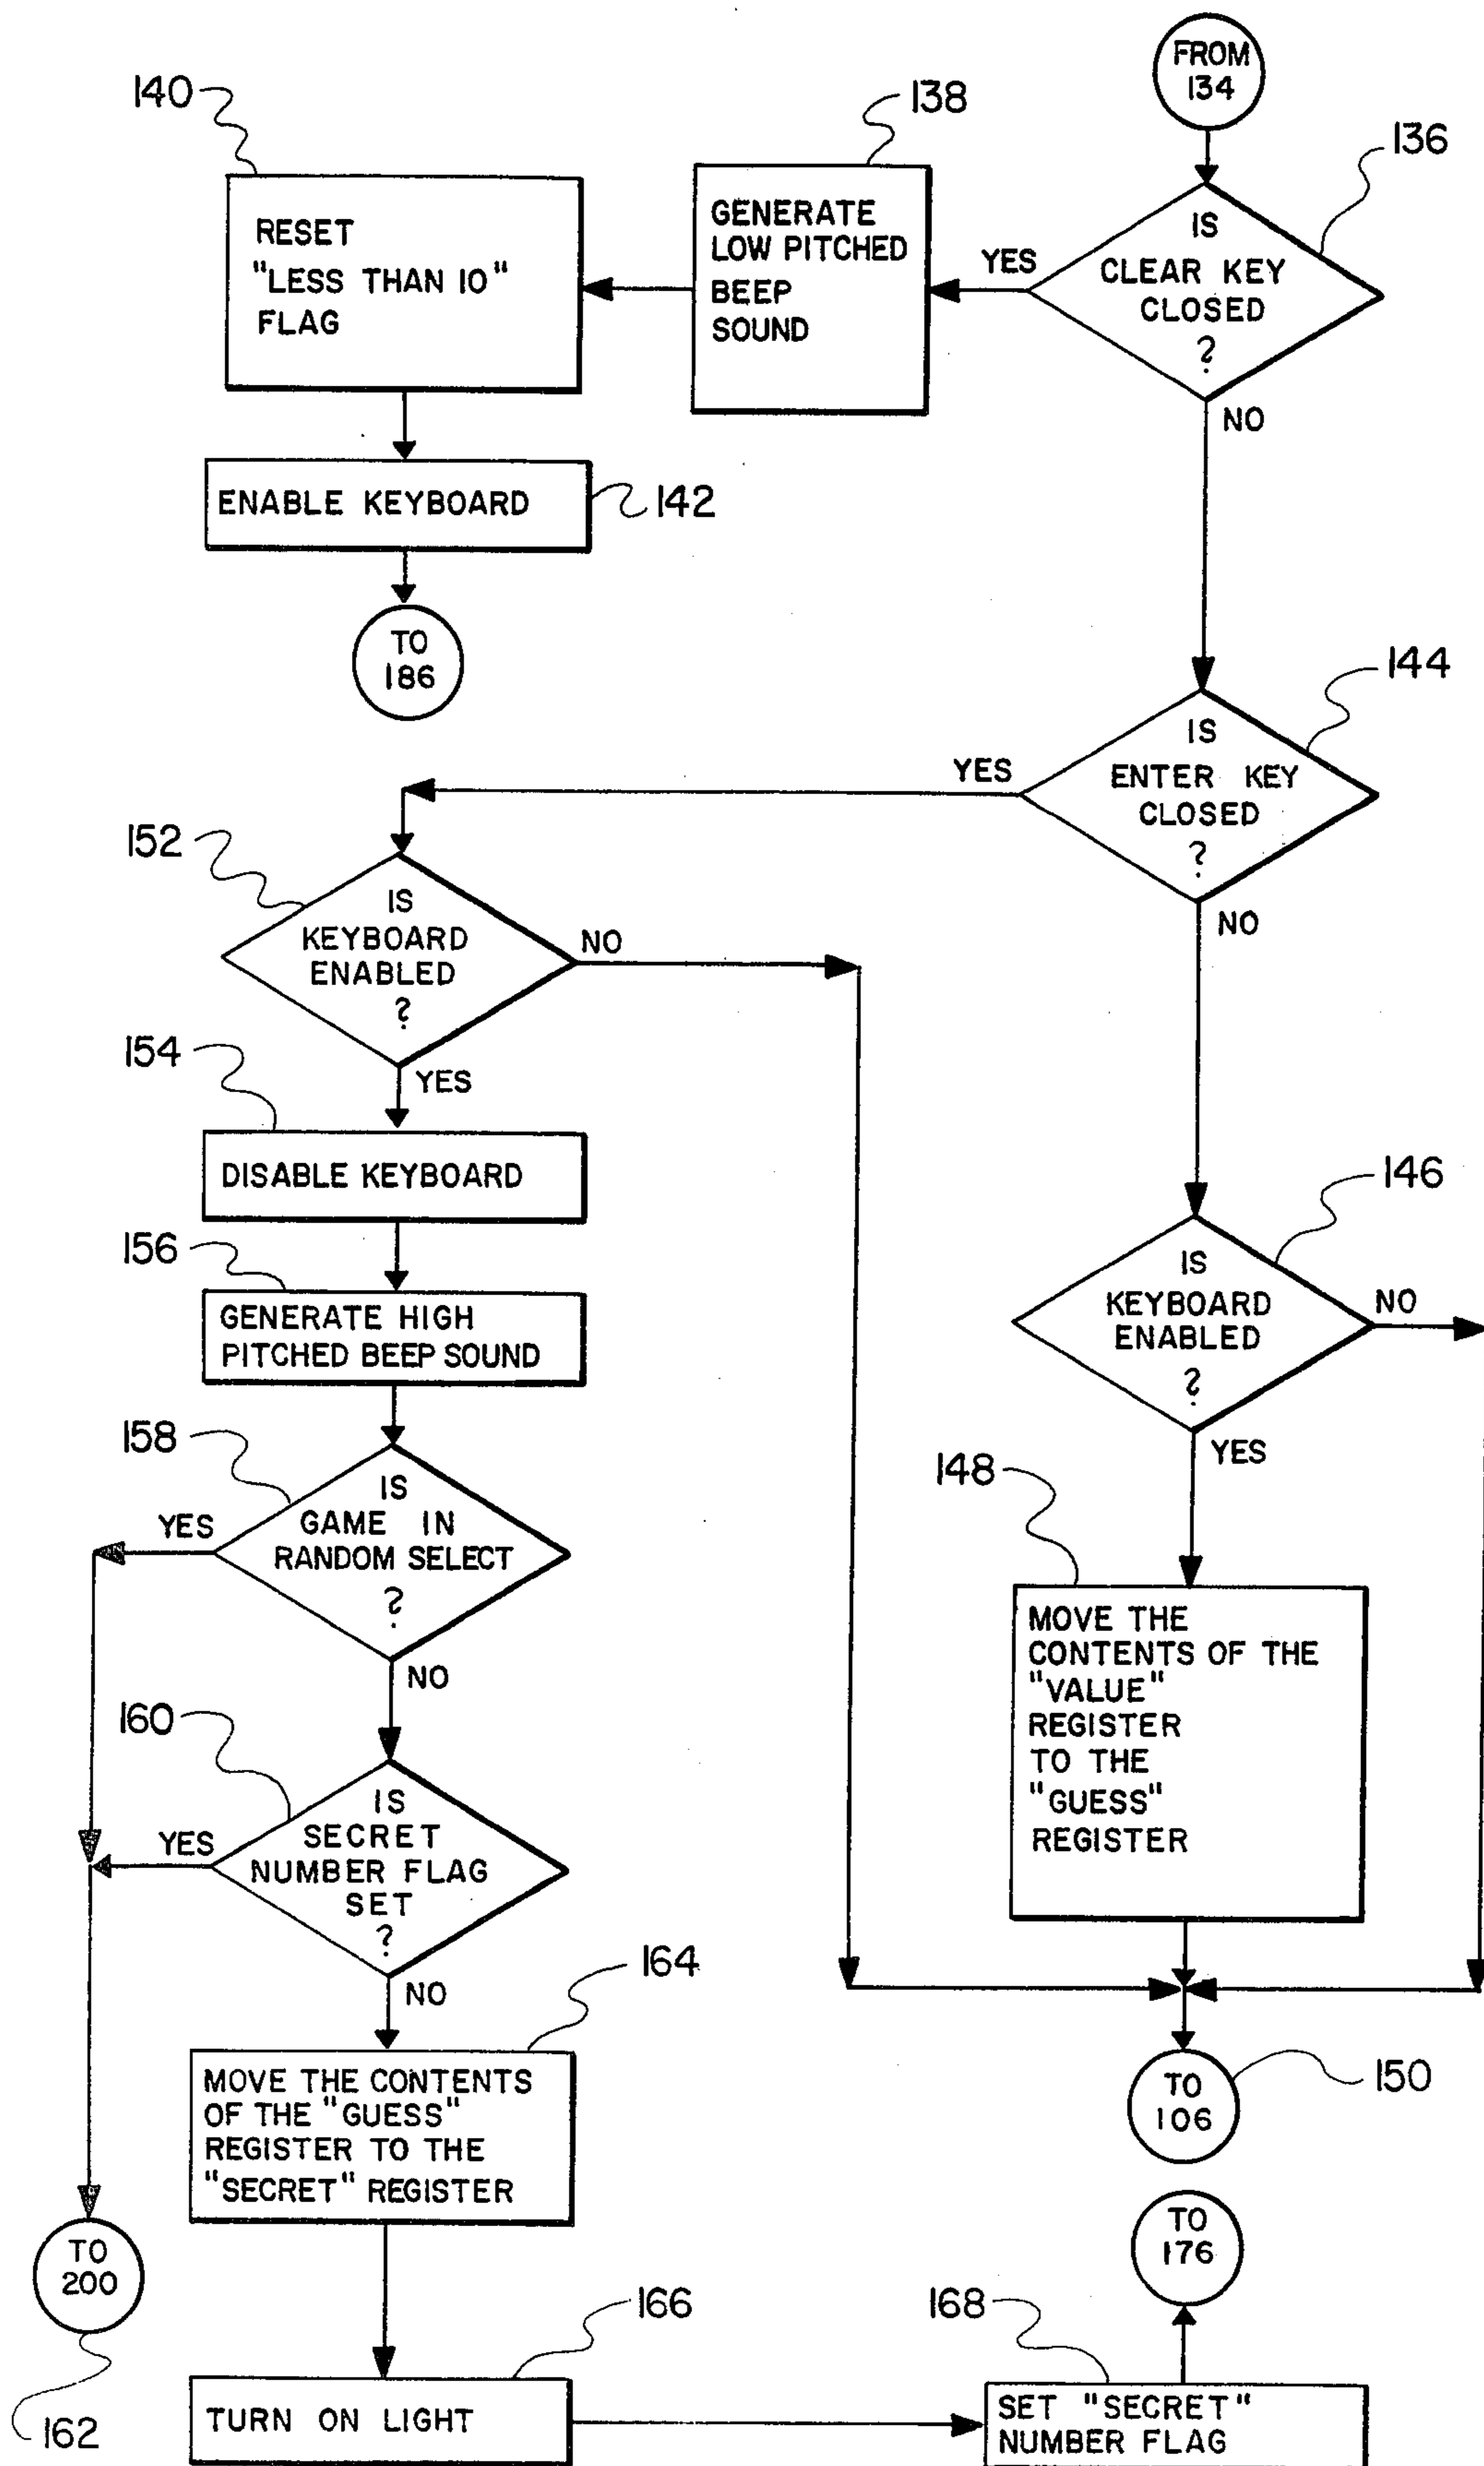 FROM
134
136
IS
CLEAR KEY
CLOSED
?
YES
NO
138
GENERATE
LOW PITCHED
BEEP
SOUND
140
RESET
"LESS THAN 10"
FLAG
ENABLE KEYBOARD
142
TO
186
144
IS
ENTER KEY
CLOSED
?
YES
NO
152
IS
KEYBOARD
ENABLED
?
NO
YES
154
DISABLE KEYBOARD
156
GENERATE HIGH
PITCHED BEEP SOUND
158
IS
GAME IN
RANDOM SELECT
?
YES
NO
160
IS
SECRET
NUMBER FLAG
SET
?
YES
NO
146
IS
KEYBOARD
ENABLED
?
NO
YES
148
MOVE THE
CONTENTS OF THE
"VALUE"
REGISTER
TO THE
"GUESS"
REGISTER
TO
106
150
164
MOVE THE CONTENTS
OF THE "GUESS"
REGISTER TO THE
"SECRET" REGISTER
TO
200
162
166
TURN ON LIGHT
168
SET "SECRET"
NUMBER FLAG
TO
176